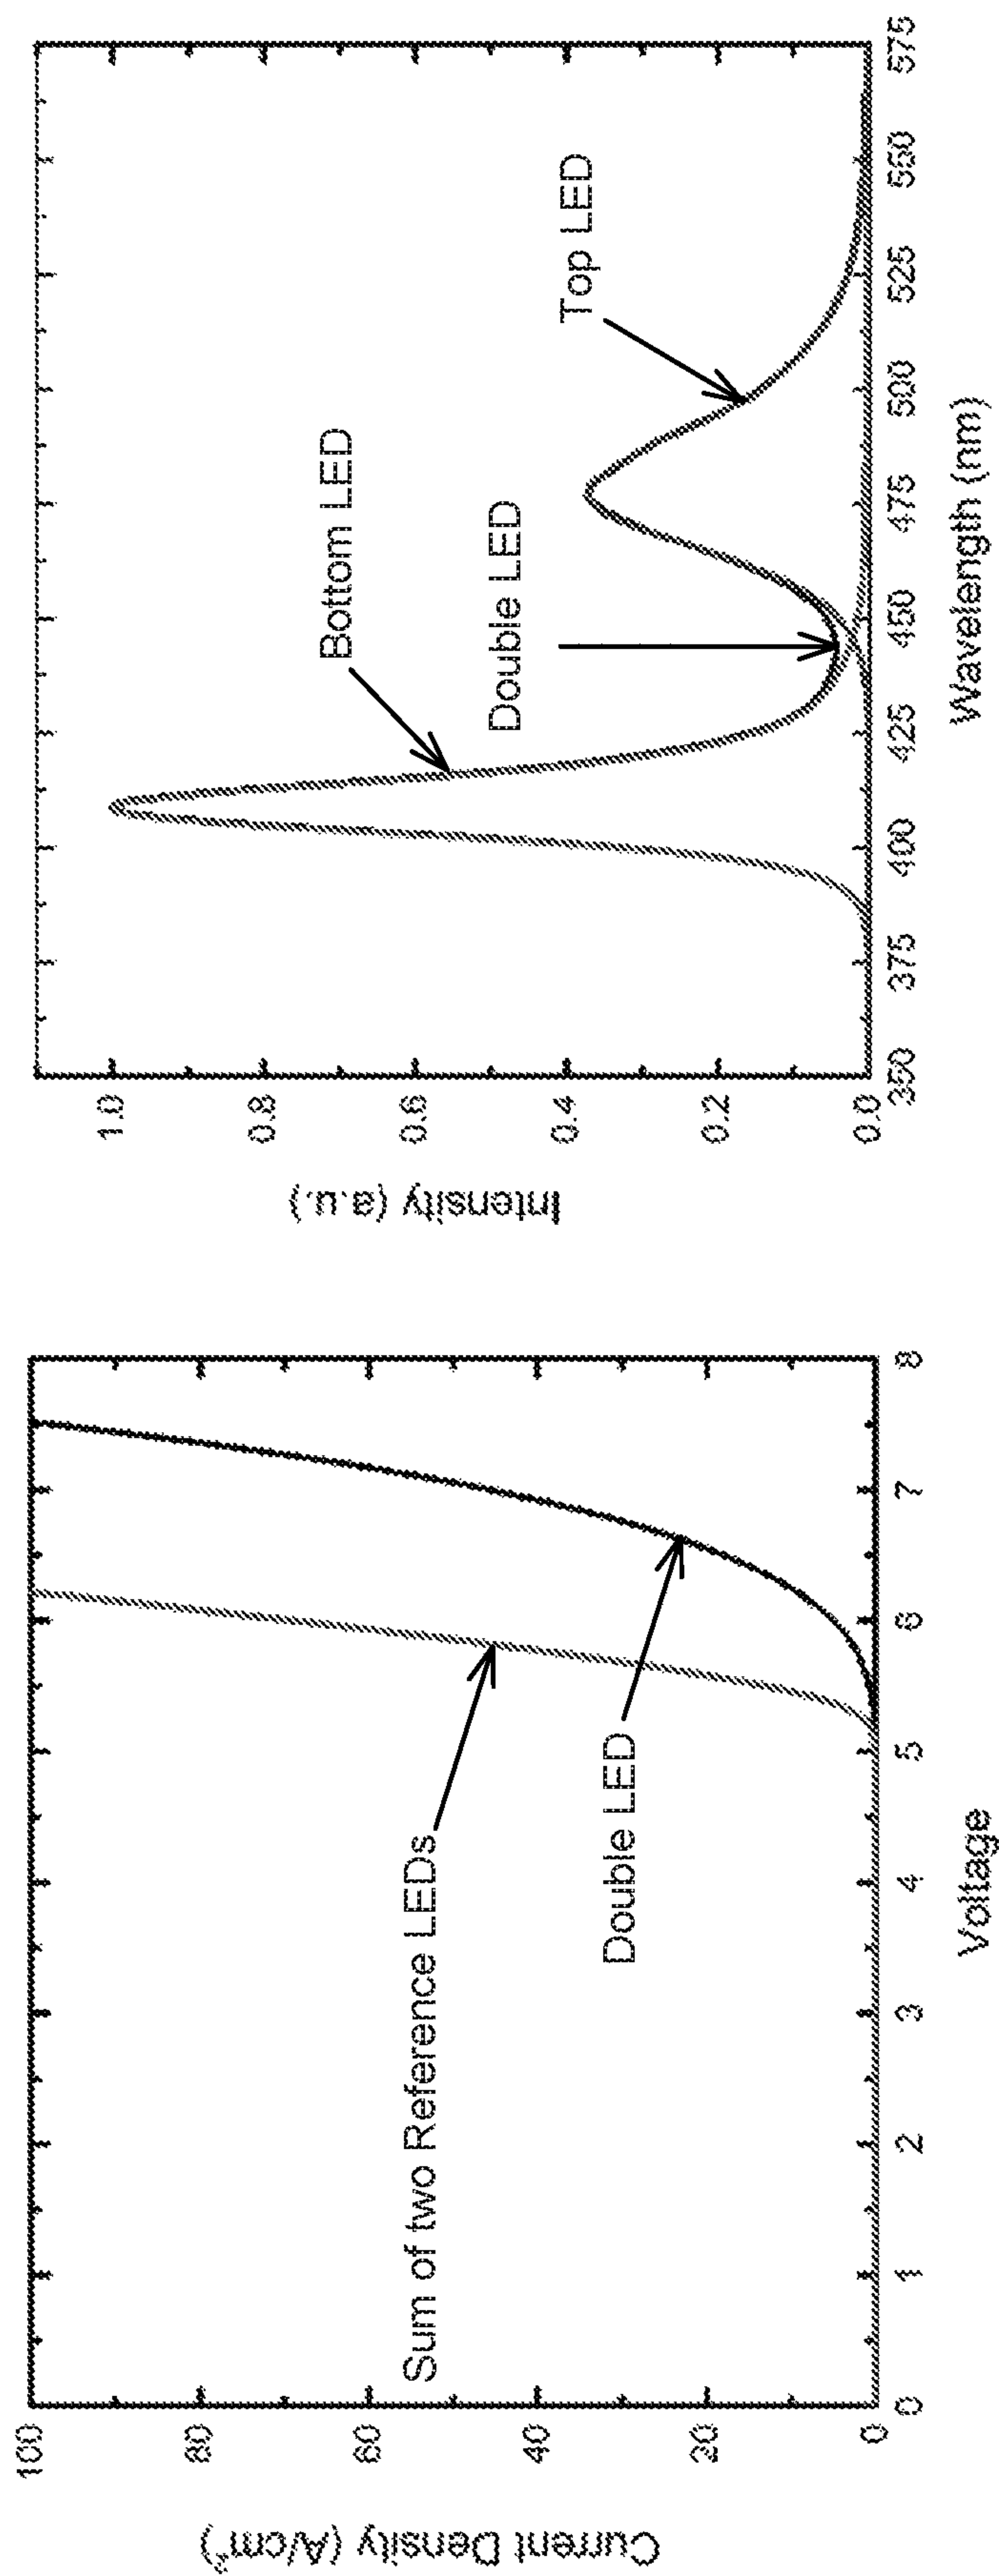 100
80
60
40
20
0
Current Density (A/cm²)
Sum of two Reference LEDs
Double LED
0 1 2 3 4 5 6 7 8
Voltage
1.0
0.8
0.6
0.4
0.2
0.0
Intensity (a.u.)
Bottom LED
Double LED
Top LED
350 375 400 425 450 475 500 525 550 575
Wavelength (nm)